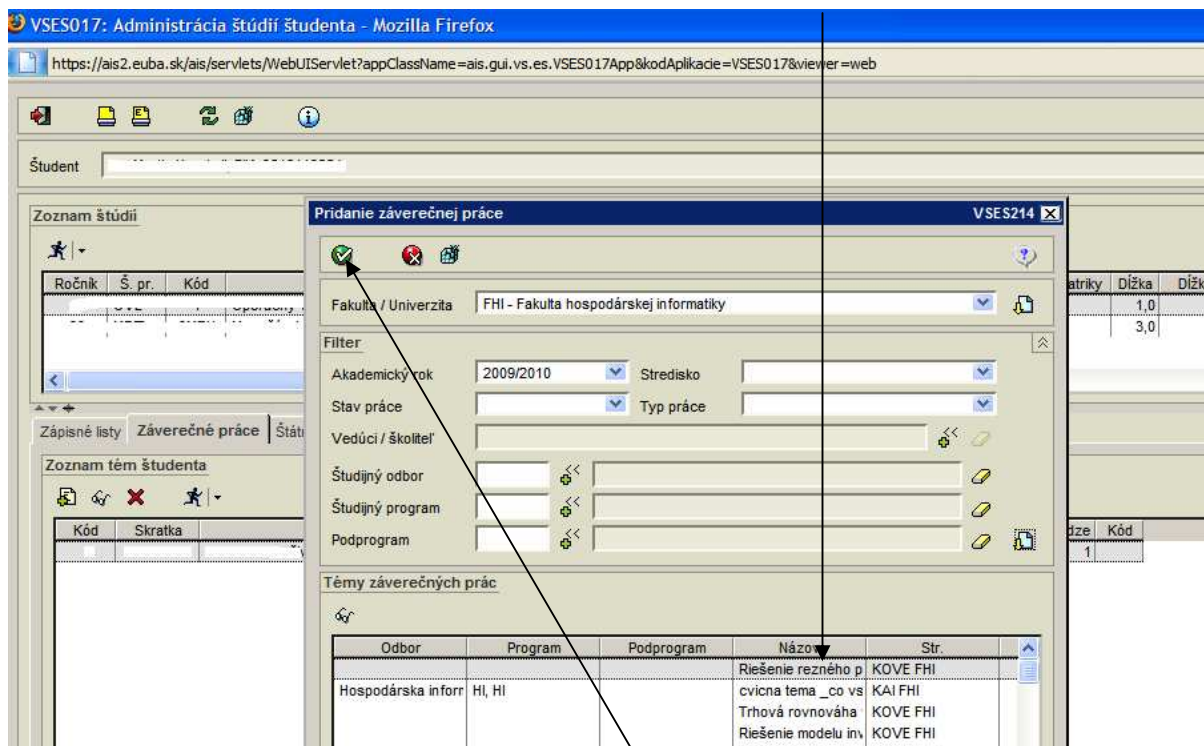 VSES017: Administrácia štúdií študenta - Mozilla Firefox
https://ais2.euba.sk/ais/servlets/WebUIServlet?appClassName=ais.gui.vs.es.VSES017App&kodAplikacie=VSES017&viewer=web
Študent
Zoznam štúdií
Ročník Š. pr. Kód
atriky Dĺžka Dĺžk
1,0
3,0
Zápisné listy Záverečné práce Štát
Zoznam tém študenta
Kód Skratka
dze Kód
1
Pridanie záverečnej práce VSES214
Fakulta / Univerzita FHI - Fakulta hospodárskej informatiky
Filter
Akademický rok 2009/2010 Stredisko
Stav práce Typ práce
Vedúci / školiteľ
Študijný odbor
Študijný program
Podprogram
Témy záverečných prác
Odbor Program Podprogram Názov Str.
Riešenie rezného p KOVE FHI
Hospodárska inforr HI, HI cvicna tema _co vs KAI FHI
Trhová rovnováha KOVE FHI
Riešenie modelu inv KOVE FHI